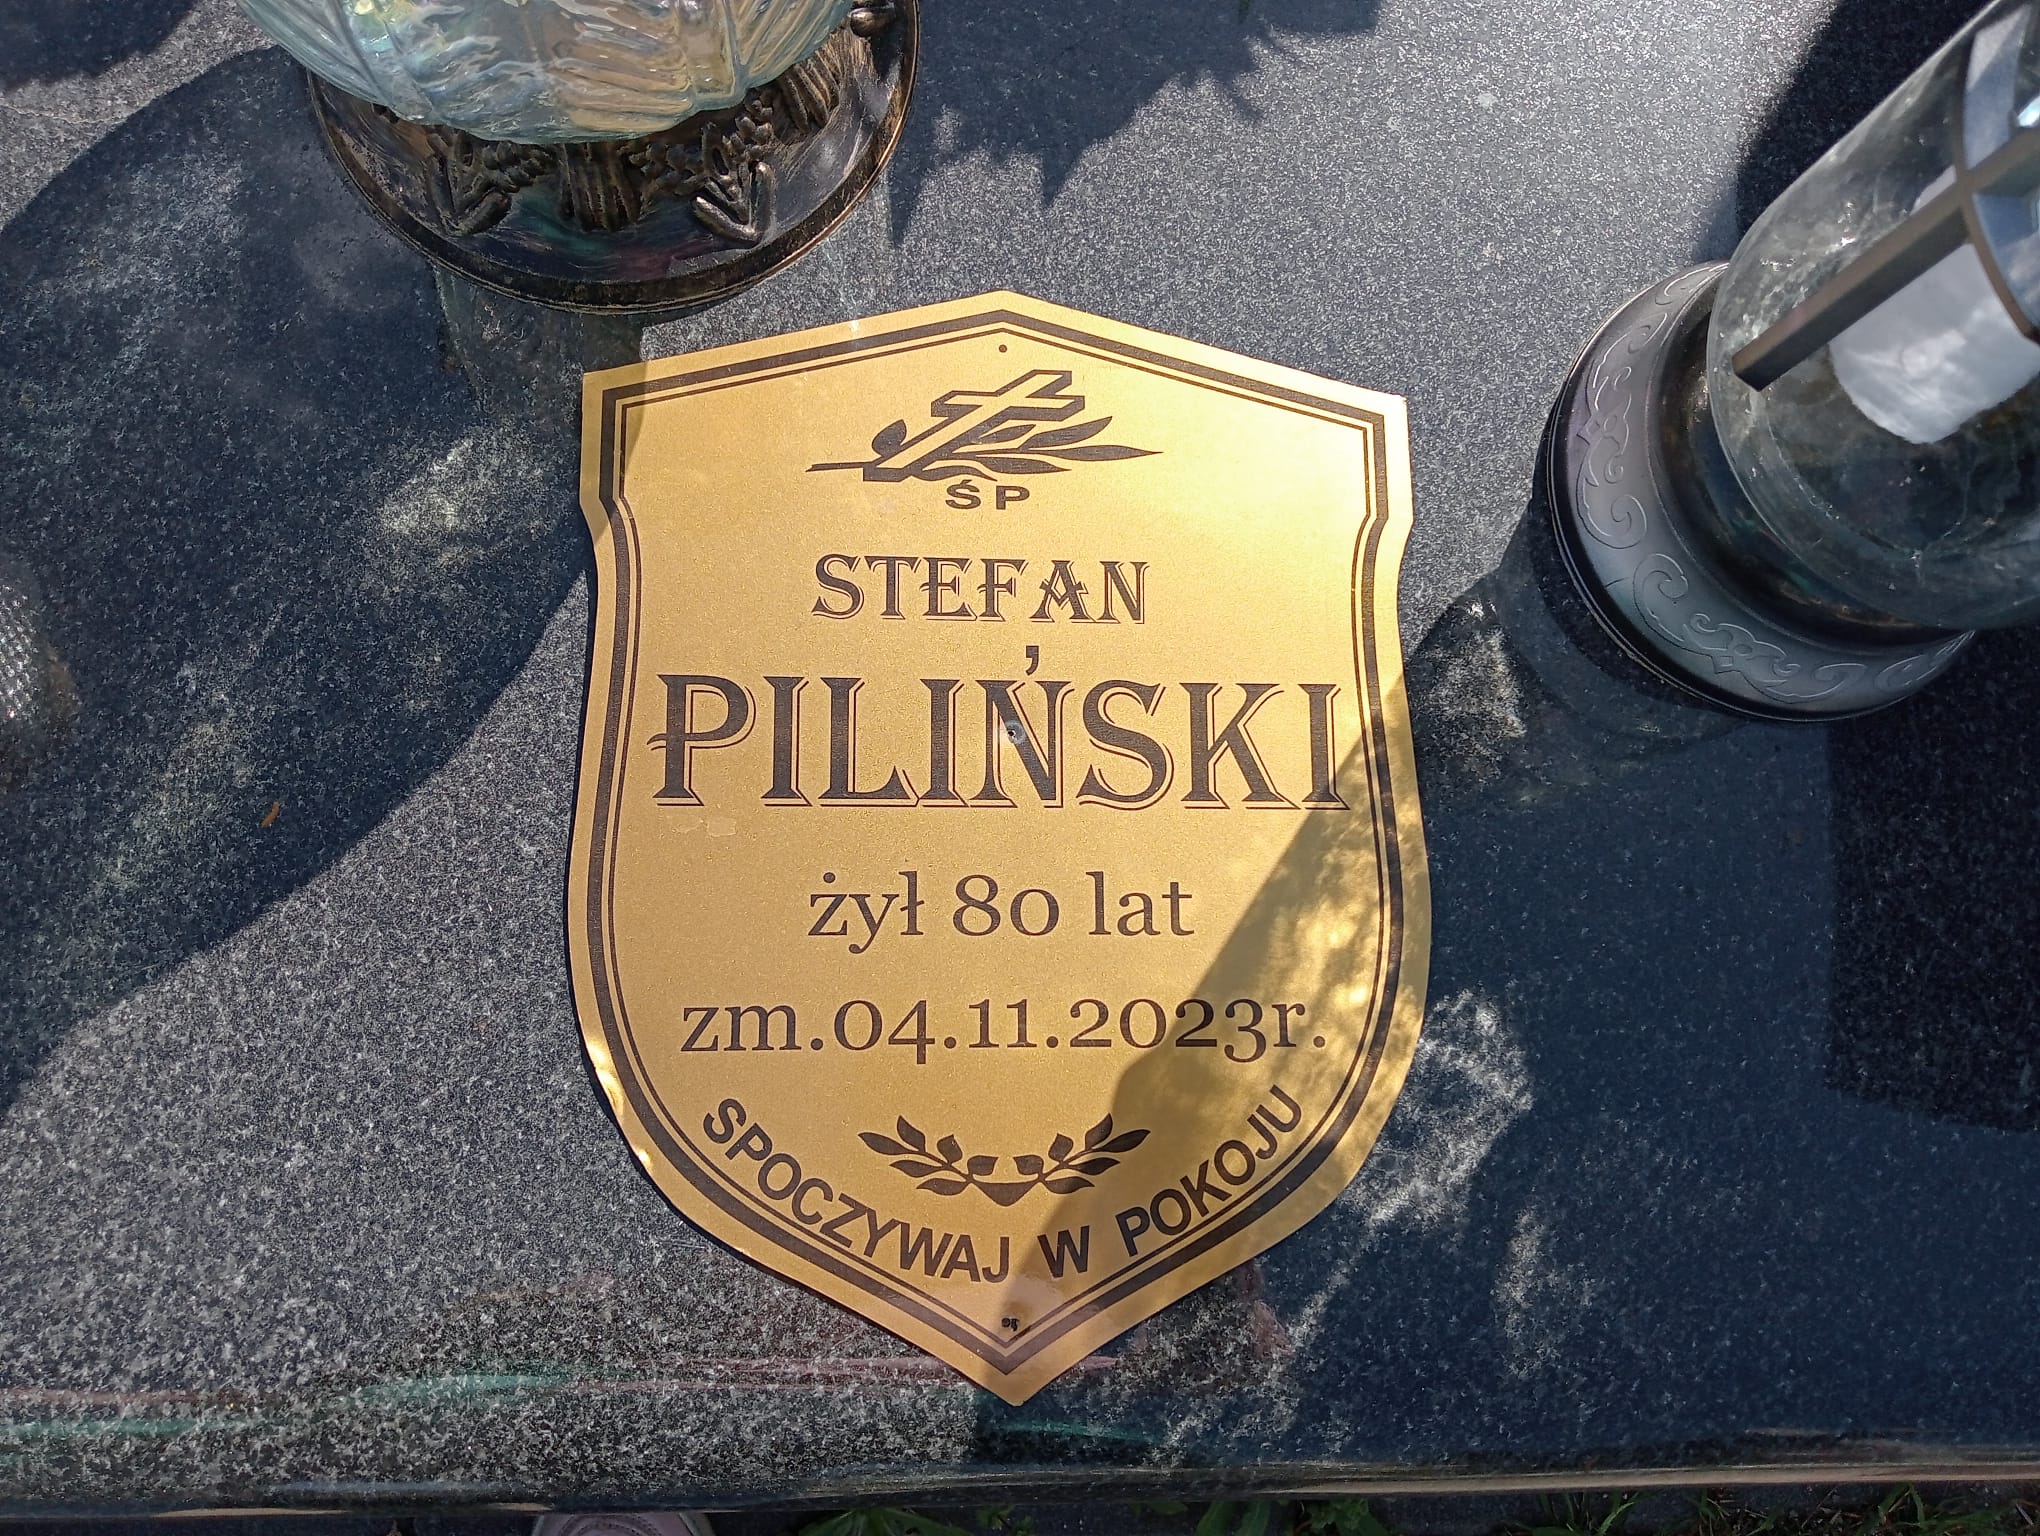 ŚP
STEFAN
PILIŃSKI
żył 80 lat
zm.04.11.2023r.
SPOCZYWAJ W POKOJU